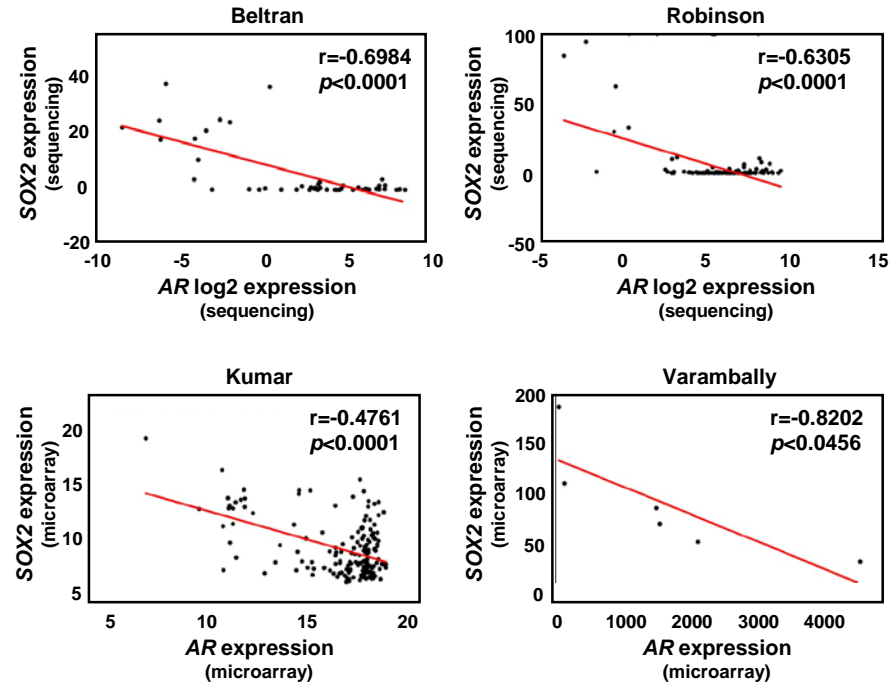 Beltran
r=-0.6984
p<0.0001
SOX2 expression
(sequencing)
40
20
0
-20
-10
-5
0
5
10
AR log2 expression
(sequencing)
Robinson
r=-0.6305
p<0.0001
SOX2 expression
(sequencing)
100
50
0
-50
-5
0
5
10
15
AR log2 expression
(sequencing)
Kumar
r=-0.4761
p<0.0001
SOX2 expression
(microarray)
20
15
10
5
5
10
15
20
AR expression
(microarray)
Varambally
r=-0.8202
p<0.0456
SOX2 expression
(microarray)
200
150
100
50
0
0
1000
2000
3000
4000
AR expression
(microarray)